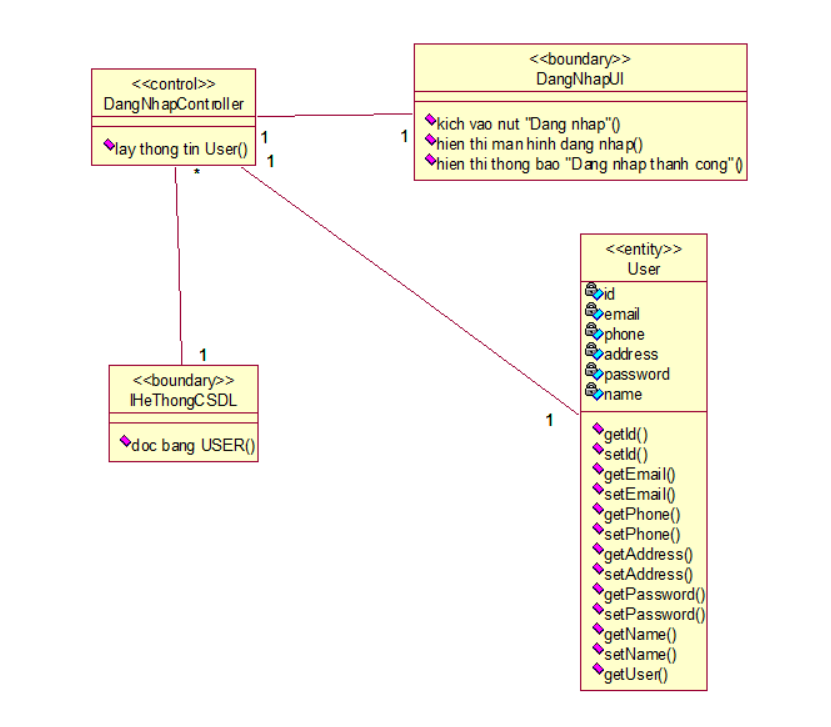 <<control>>
DangNhapController
lay thong tin User()
1
1
*
<<boundary>>
DangNhapUI
kich vao nut "Dang nhap"()
hien thi man hinh dang nhap()
hien thi thong bao "Dang nhap thanh cong"()
1
<<entity>>
User
id
email
phone
address
password
name
getId()
setId()
getEmail()
setEmail()
getPhone()
setPhone()
getAddress()
setAddress()
getPassword()
setPassword()
getName()
setName()
getUser()
1
1
<<boundary>>
IHeThongCSDL
doc bang USER()